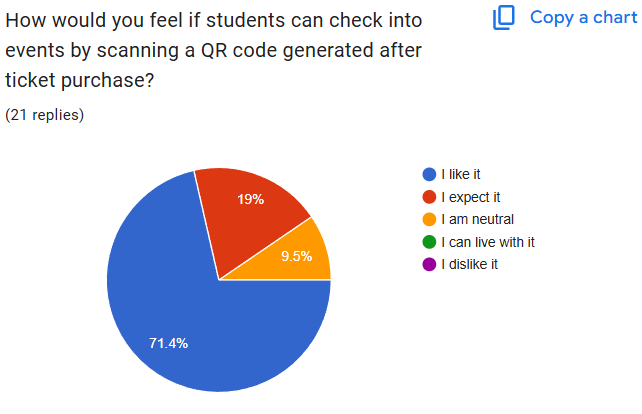 How would you feel if students can check into
events by scanning a QR code generated after
ticket purchase?
Copy a chart
(21 replies)
I like it
I expect it
I am neutral
I can live with it
I dislike it
19%
9.5%
71.4%